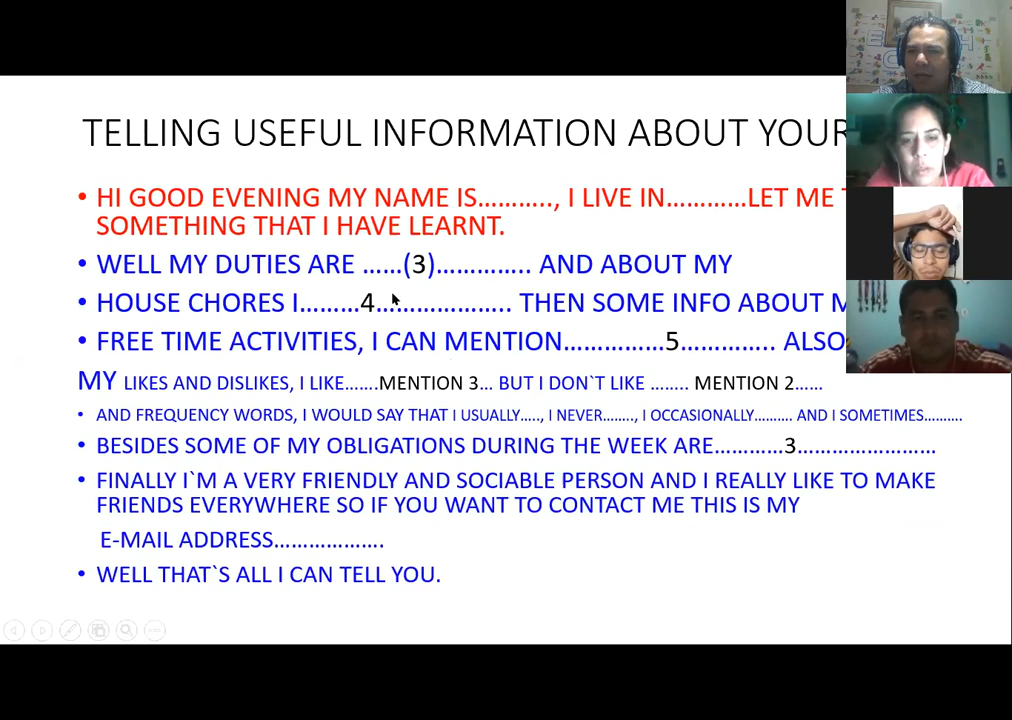 TELLING USEFUL INFORMATION ABOUT YOUR
• HI GOOD EVENING MY NAME IS……….., I LIVE IN…………LET ME
SOMETHING THAT I HAVE LEARNT.
• WELL MY DUTIES ARE ……(3)………….. AND ABOUT MY
• HOUSE CHORES I………4…………………….. THEN SOME INFO ABOUT
• FREE TIME ACTIVITIES, I CAN MENTION……………5………….. ALSO
MY LIKES AND DISLIKES, I LIKE…….MENTION 3… BUT I DON`T LIKE …….. MENTION 2……
• AND FREQUENCY WORDS, I WOULD SAY THAT I USUALLY….., I NEVER…….., I OCCASIONALLY………. AND I SOMETIMES……….
• BESIDES SOME OF MY OBLIGATIONS DURING THE WEEK ARE…………3……………………
• FINALLY I`M A VERY FRIENDLY AND SOCIABLE PERSON AND I REALLY LIKE TO MAKE
FRIENDS EVERYWHERE SO IF YOU WANT TO CONTACT ME THIS IS MY
E-MAIL ADDRESS……………….
• WELL THAT`S ALL I CAN TELL YOU.